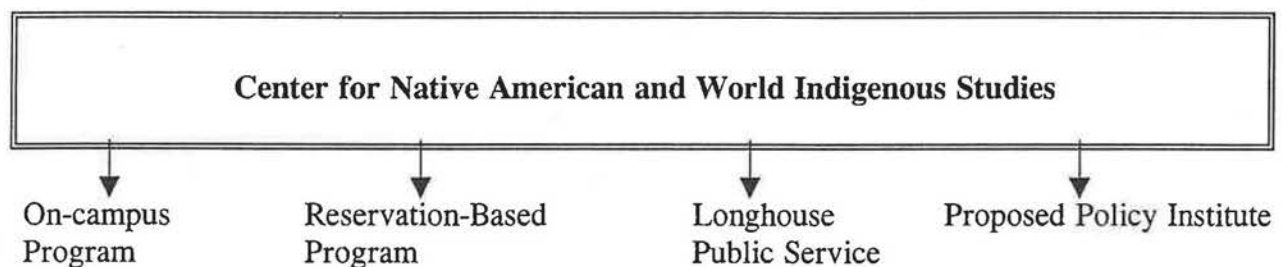 Center for Native American and World Indigenous Studies
On-campus Program
Reservation-Based Program
Longhouse Public Service
Proposed Policy Institute